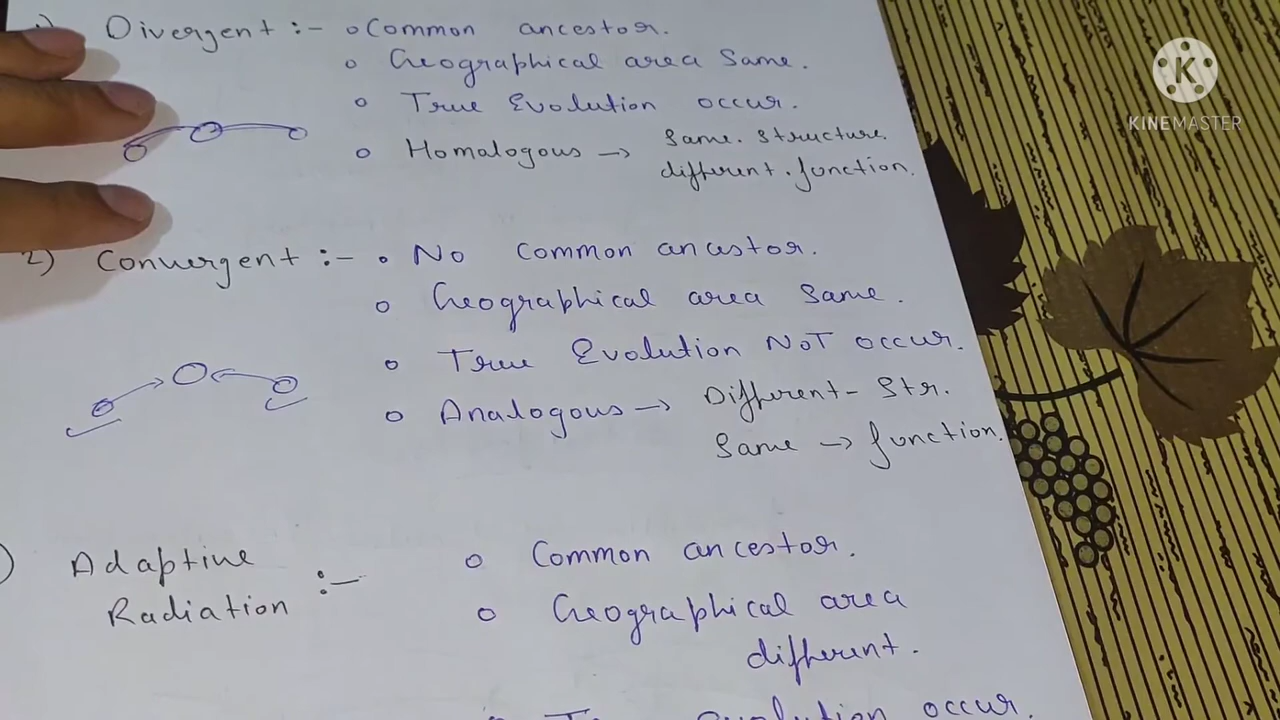 1) Divergent :- o Common ancestor.
o Geographical area Same.
o True Evolution occur.
o Homologous → Same structure
different function.
2) Convergent :- • No Common ancestor.
o Geographical area Same.
o True Evolution NOT occur.
o Analogous → Different - Str.
Same → function.
) Adaptive
Radiation :-
o Common ancestor.
o Geographical area
different.
evolution occur.
K
KINEMASTER